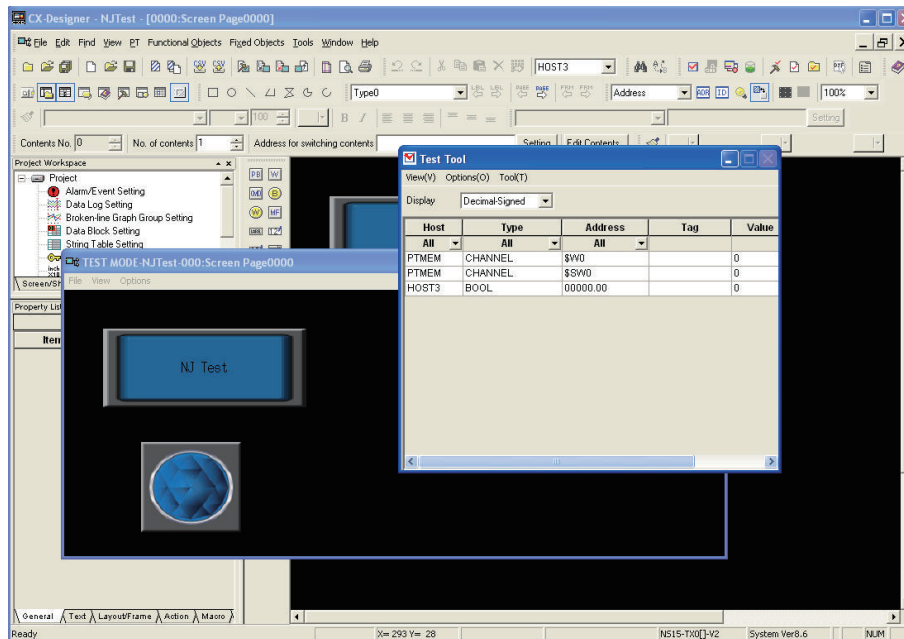 CX-Designer - NJTest - [0000:Screen Page0000]
File Edit Find View PT Functional Objects Fixed Objects Tools Window Help
HOST3
Type0 Address 100%
100 B I Setting
Contents No. 0 No. of contents 1 Address for switching contents Setting Edit Contents
Project Workspace
Project
Alarm/Event Setting
Data Log Setting
Broken-line Graph Group Setting
Data Block Setting
String Table Setting
PB W
CMD B
W MF
Test Tool
View(V) Options(O) Tool(T)
Display Decimal-Signed
Host Type Address Tag Value
All All All
PTMEM CHANNEL $W0 0
PTMEM CHANNEL $SW0 0
HOST3 BOOL 00000.00 0
TEST MODE-NJTest-000:Screen Page0000
File View Options
NJ Test
Screen/Sh
Property Lis
Item
General Text Layout/Frame Action Macro
Ready X= 293 Y= 28 NS15-TX0[]-V2 System Ver8.6 NUM